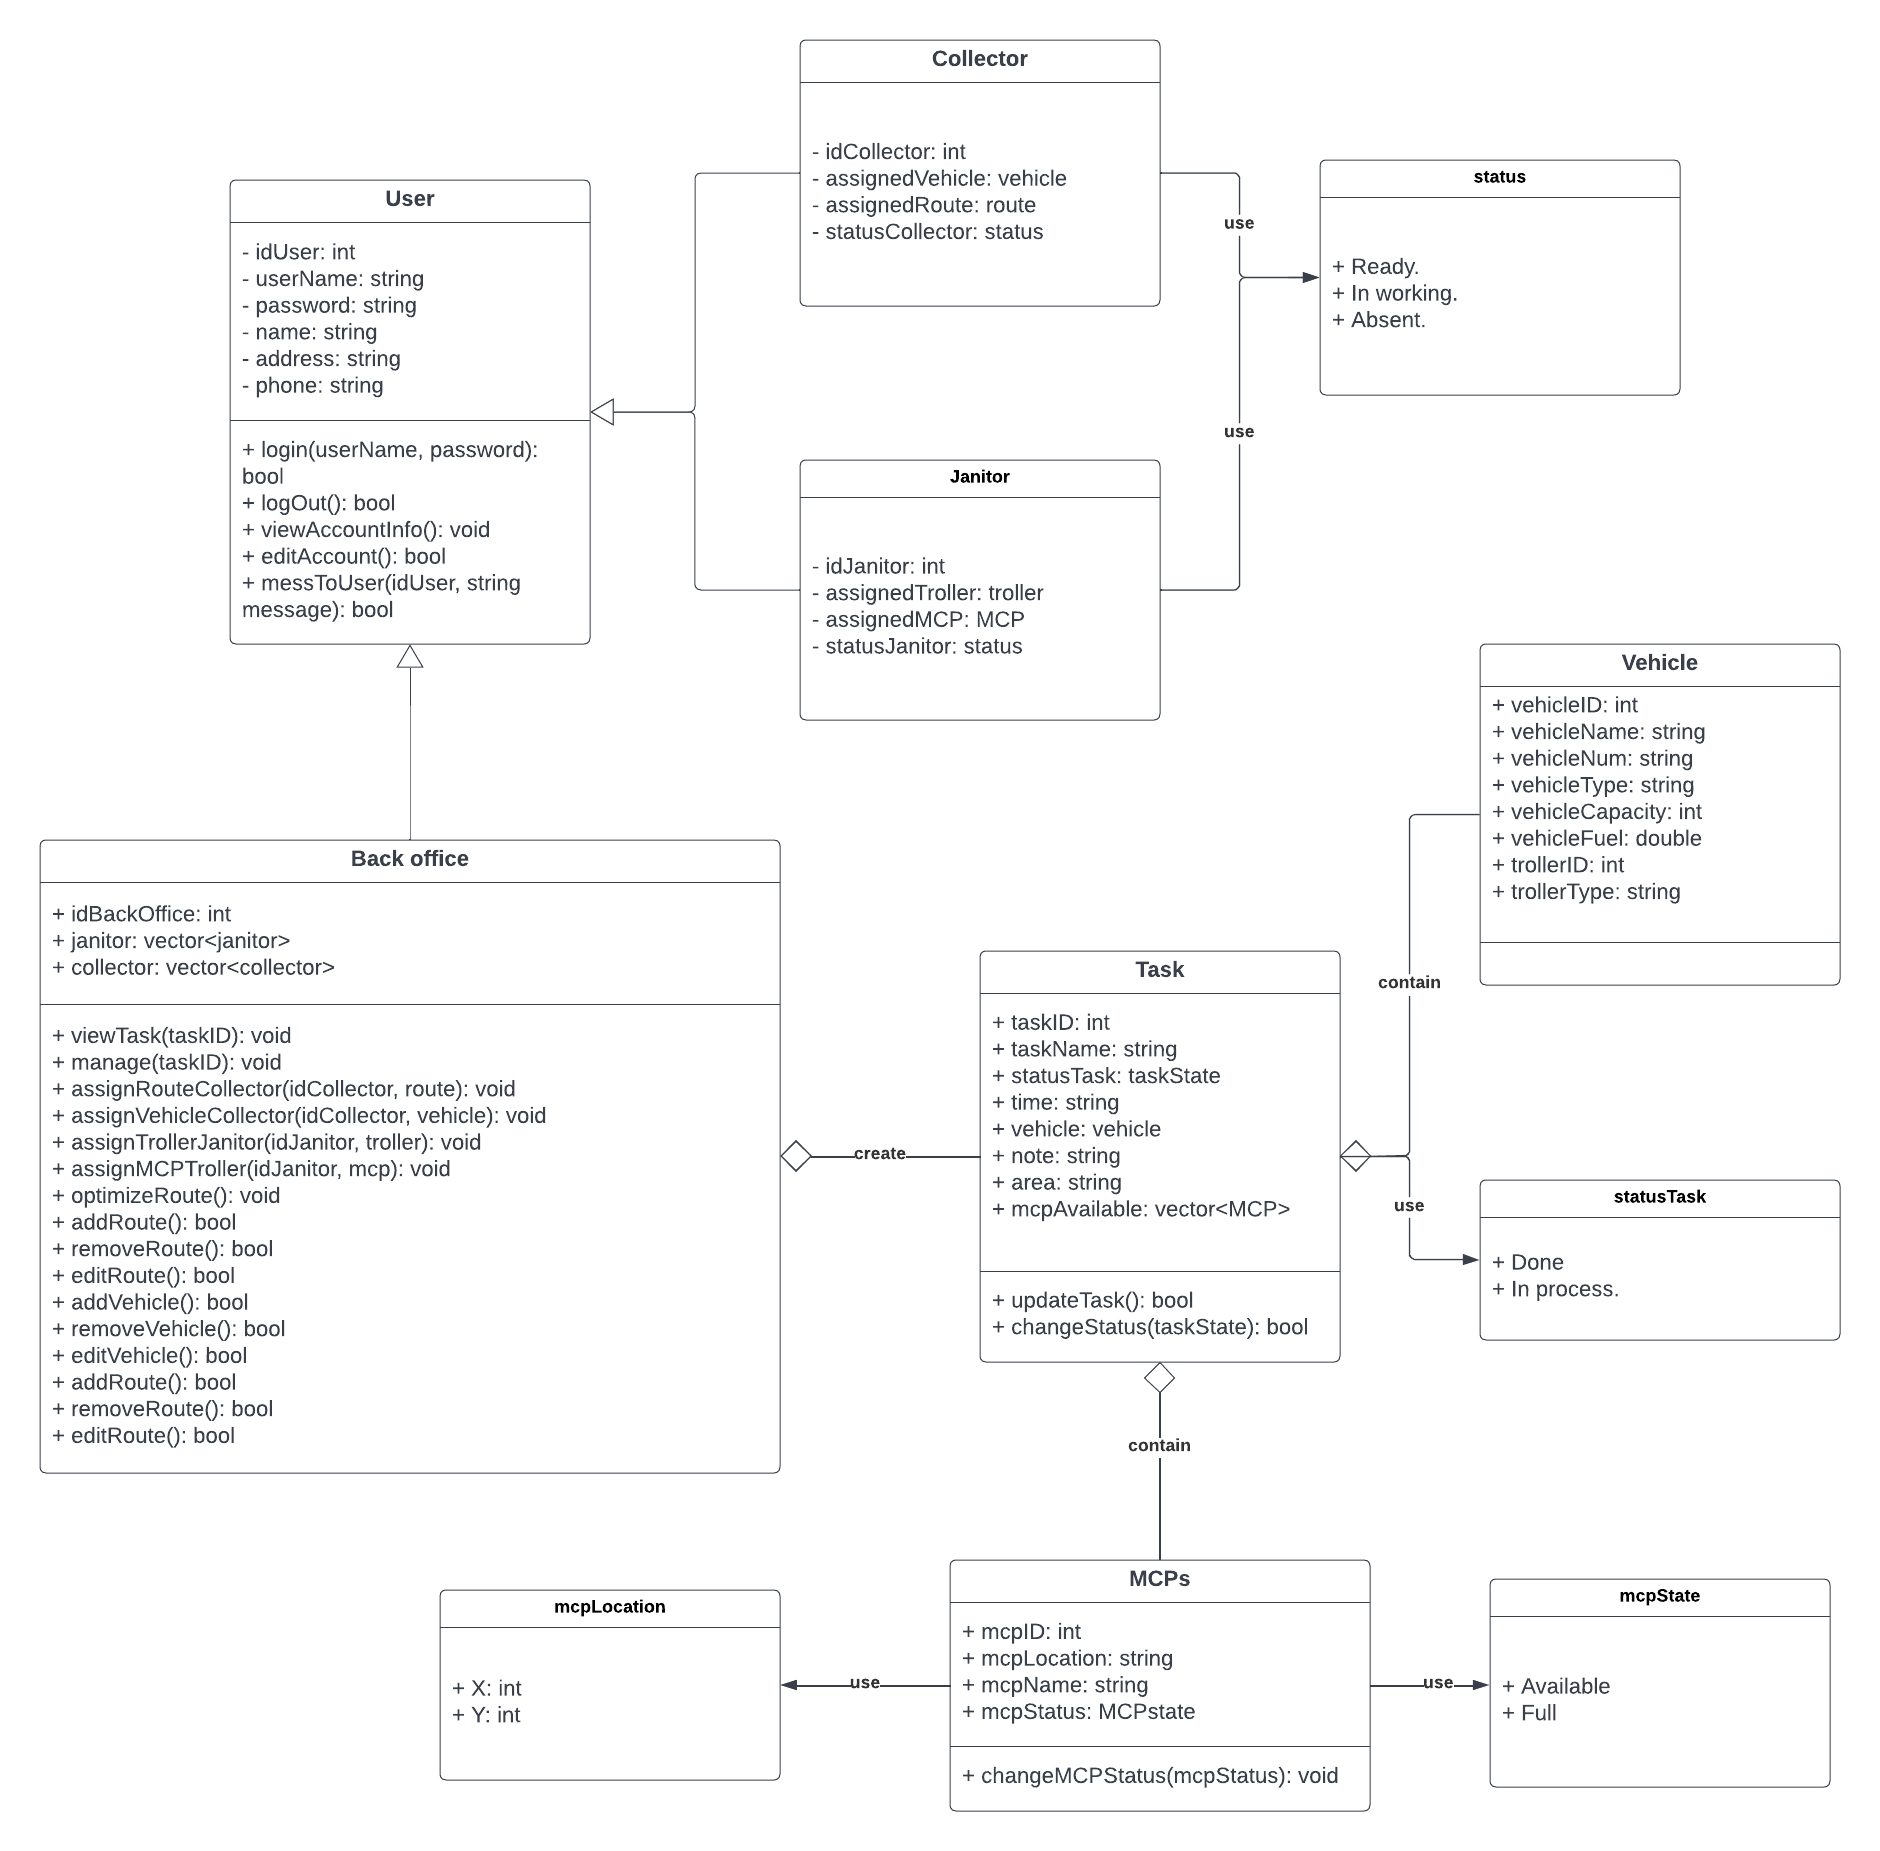 Collector
- idCollector: int
- assignedVehicle: vehicle
- assignedRoute: route
- statusCollector: status
status
+ Ready.
+ In working.
+ Absent.
use
use
User
- idUser: int
- userName: string
- password: string
- name: string
- address: string
- phone: string
+ login(userName, password):
bool
+ logOut(): bool
+ viewAccountInfo(): void
+ editAccount(): bool
+ messToUser(idUser, string
message): bool
Janitor
- idJanitor: int
- assignedTroller: troller
- assignedMCP: MCP
- statusJanitor: status
Vehicle
+ vehicleID: int
+ vehicleName: string
+ vehicleNum: string
+ vehicleType: string
+ vehicleCapacity: int
+ vehicleFuel: double
+ trollerID: int
+ trollerType: string
Back office
+ idBackOffice: int
+ janitor: vector<janitor>
+ collector: vector<collector>
+ viewTask(taskID): void
+ manage(taskID): void
+ assignRouteCollector(idCollector, route): void
+ assignVehicleCollector(idCollector, vehicle): void
+ assignTrollerJanitor(idJanitor, troller): void
+ assignMCPTroller(idJanitor, mcp): void
+ optimizeRoute(): void
+ addRoute(): bool
+ removeRoute(): bool
+ editRoute(): bool
+ addVehicle(): bool
+ removeVehicle(): bool
+ editVehicle(): bool
+ addRoute(): bool
+ removeRoute(): bool
+ editRoute(): bool
create
Task
+ taskID: int
+ taskName: string
+ statusTask: taskState
+ time: string
+ vehicle: vehicle
+ note: string
+ area: string
+ mcpAvailable: vector<MCP>
+ updateTask(): bool
+ changeStatus(taskState): bool
contain
use
statusTask
+ Done
+ In process.
contain
mcpLocation
+ X: int
+ Y: int
use
MCPs
+ mcpID: int
+ mcpLocation: string
+ mcpName: string
+ mcpStatus: MCPstate
+ changeMCPStatus(mcpStatus): void
use
mcpState
+ Available
+ Full